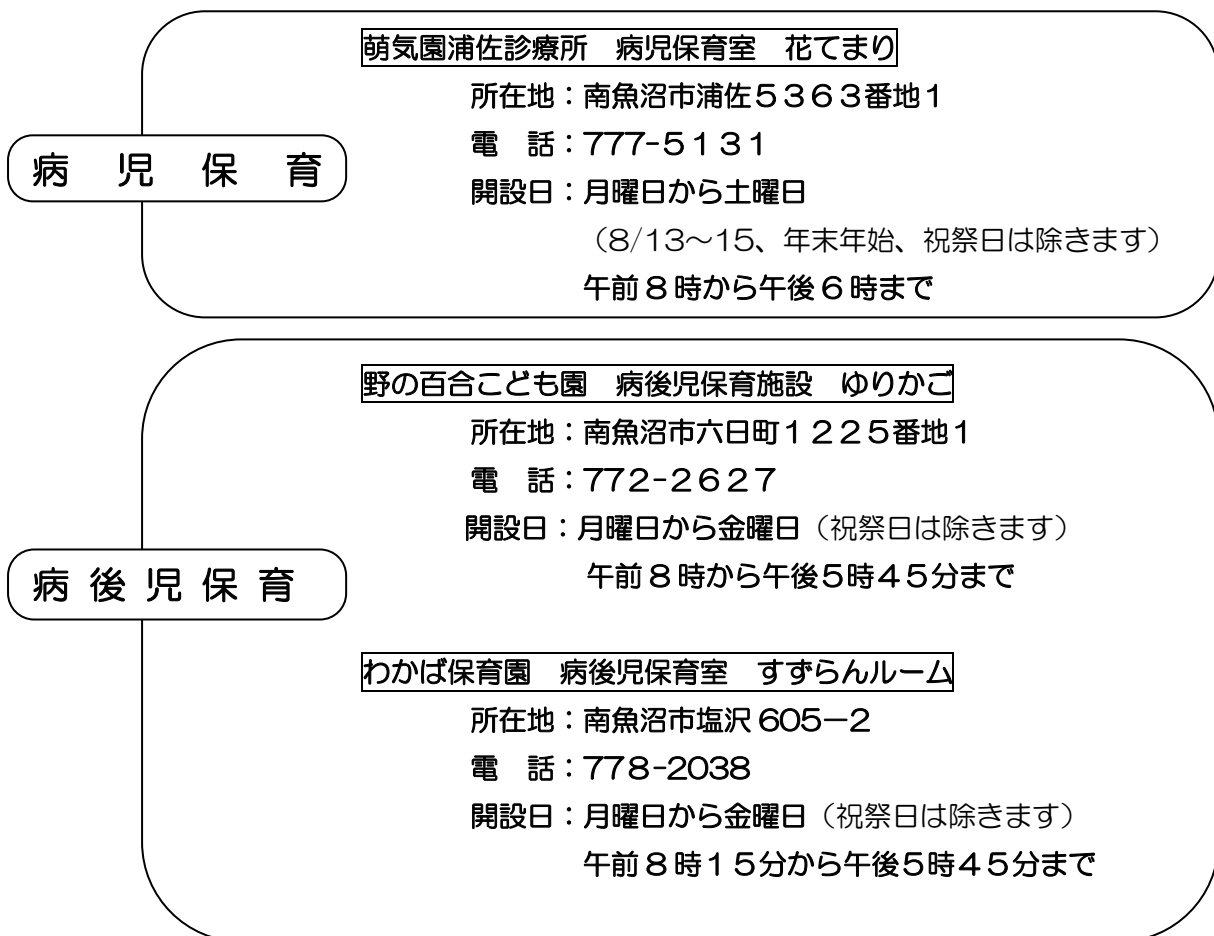 病児保育
萌気園浦佐診療所　病児保育室　花てまり
所在地：南魚沼市浦佐５３６３番地１
電　話：777-５１３１
開設日：月曜日から土曜日
（8/13～15、年末年始、祝祭日は除きます）
午前８時から午後６時まで
病後児保育
野の百合こども園　病後児保育施設　ゆりかご
所在地：南魚沼市六日町１２２５番地１
電　話：772-２６２７
開設日：月曜日から金曜日（祝祭日は除きます）
午前８時から午後５時４５分まで
わかば保育園　病後児保育室　すずらんルーム
所在地：南魚沼市塩沢 605－2
電　話：778-2038
開設日：月曜日から金曜日（祝祭日は除きます）
午前８時１５分から午後５時４５分まで